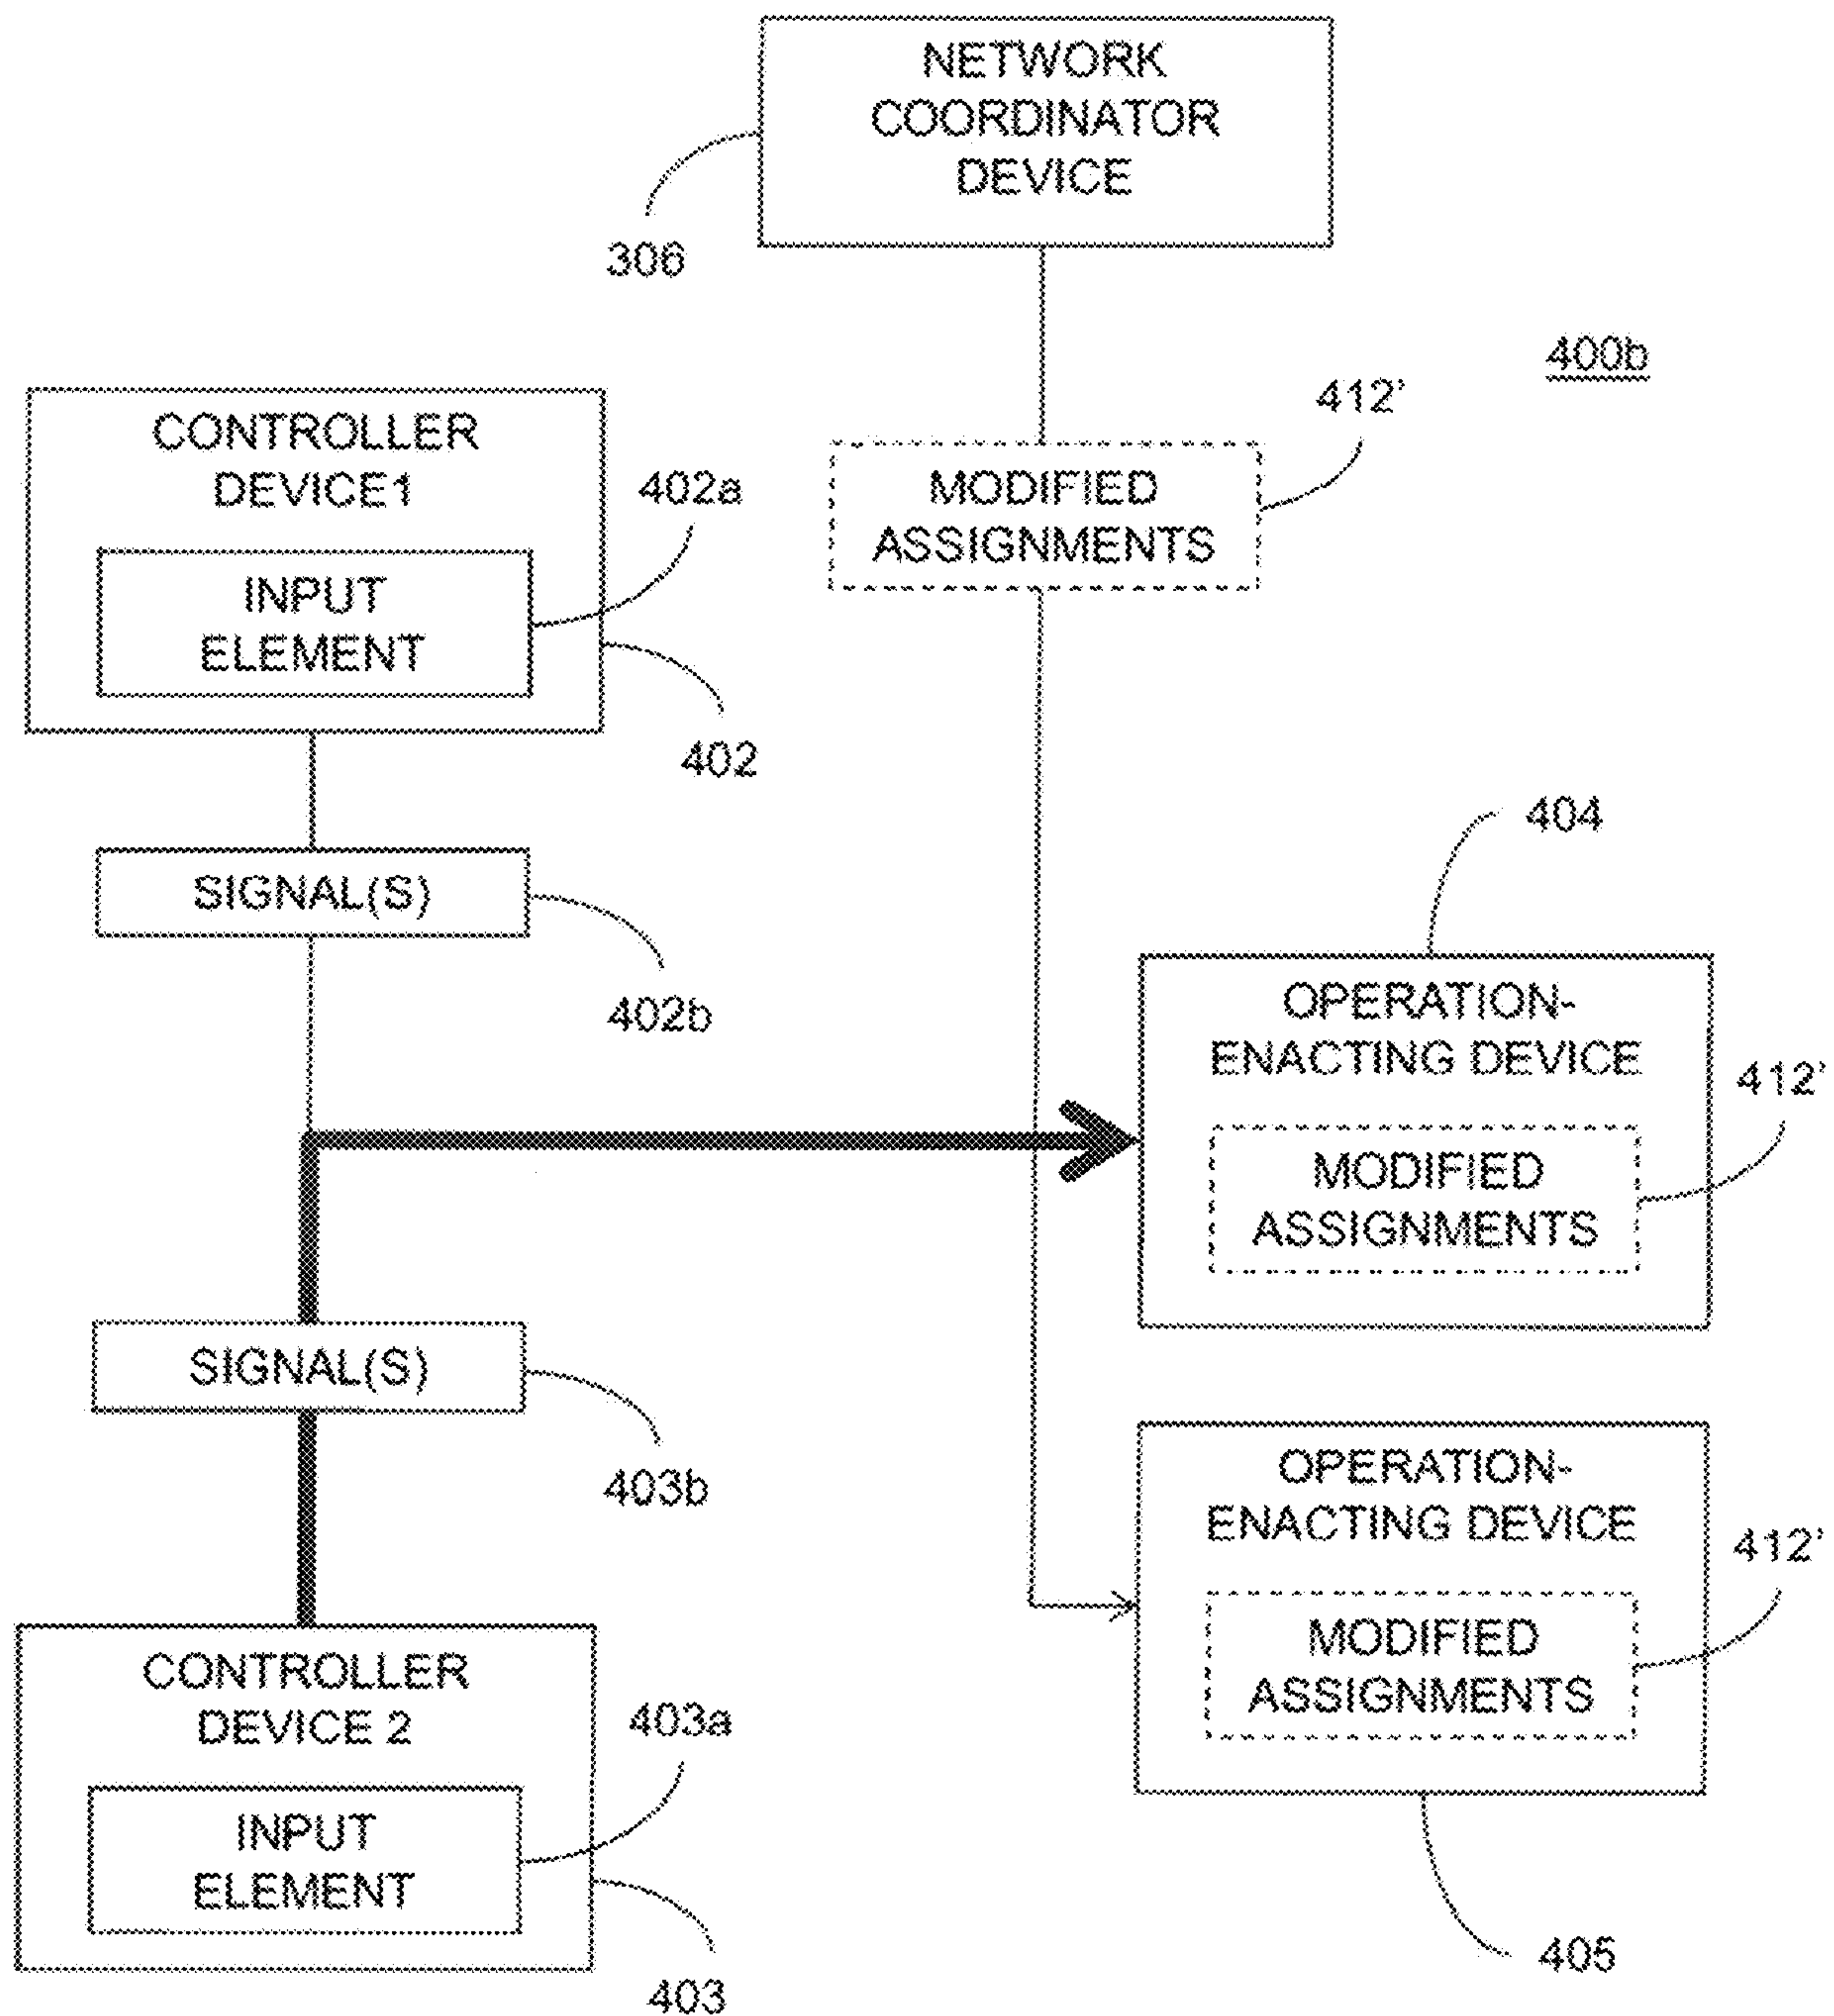 NETWORK
COORDINATOR
DEVICE
306
400b
412'
CONTROLLER
DEVICE1
402a
MODIFIED
ASSIGNMENTS
INPUT
ELEMENT
402
404
SIGNAL(S)
402b
OPERATION-
ENACTING DEVICE
412'
MODIFIED
ASSIGNMENTS
SIGNAL(S)
403b
OPERATION-
ENACTING DEVICE
412'
MODIFIED
ASSIGNMENTS
CONTROLLER
DEVICE 2
403a
INPUT
ELEMENT
405
403